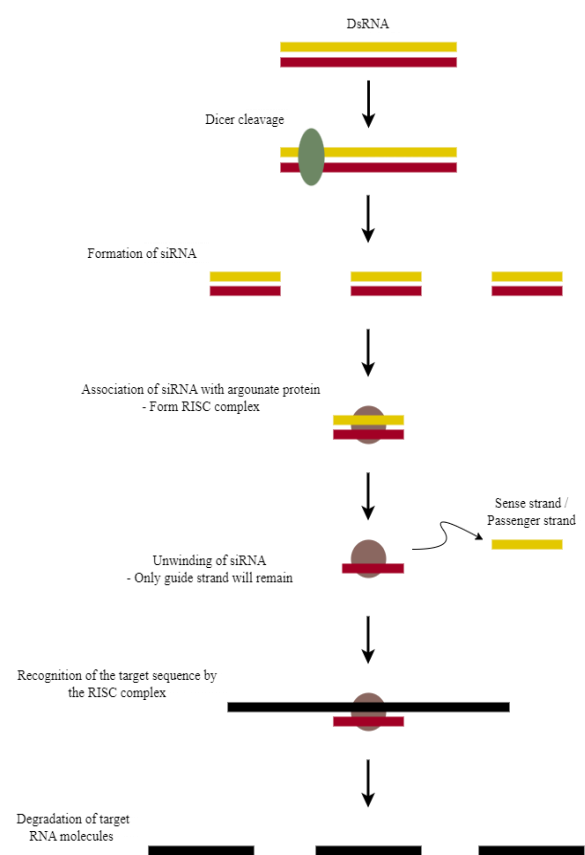 DsRNA
Dicer cleavage
Formation of siRNA
Association of siRNA with argounate protein
- Form RISC complex
Sense strand /
Passenger strand
Unwinding of siRNA
- Only guide strand will remain
Recognition of the target sequence by
the RISC complex
Degradation of target
RNA molecules